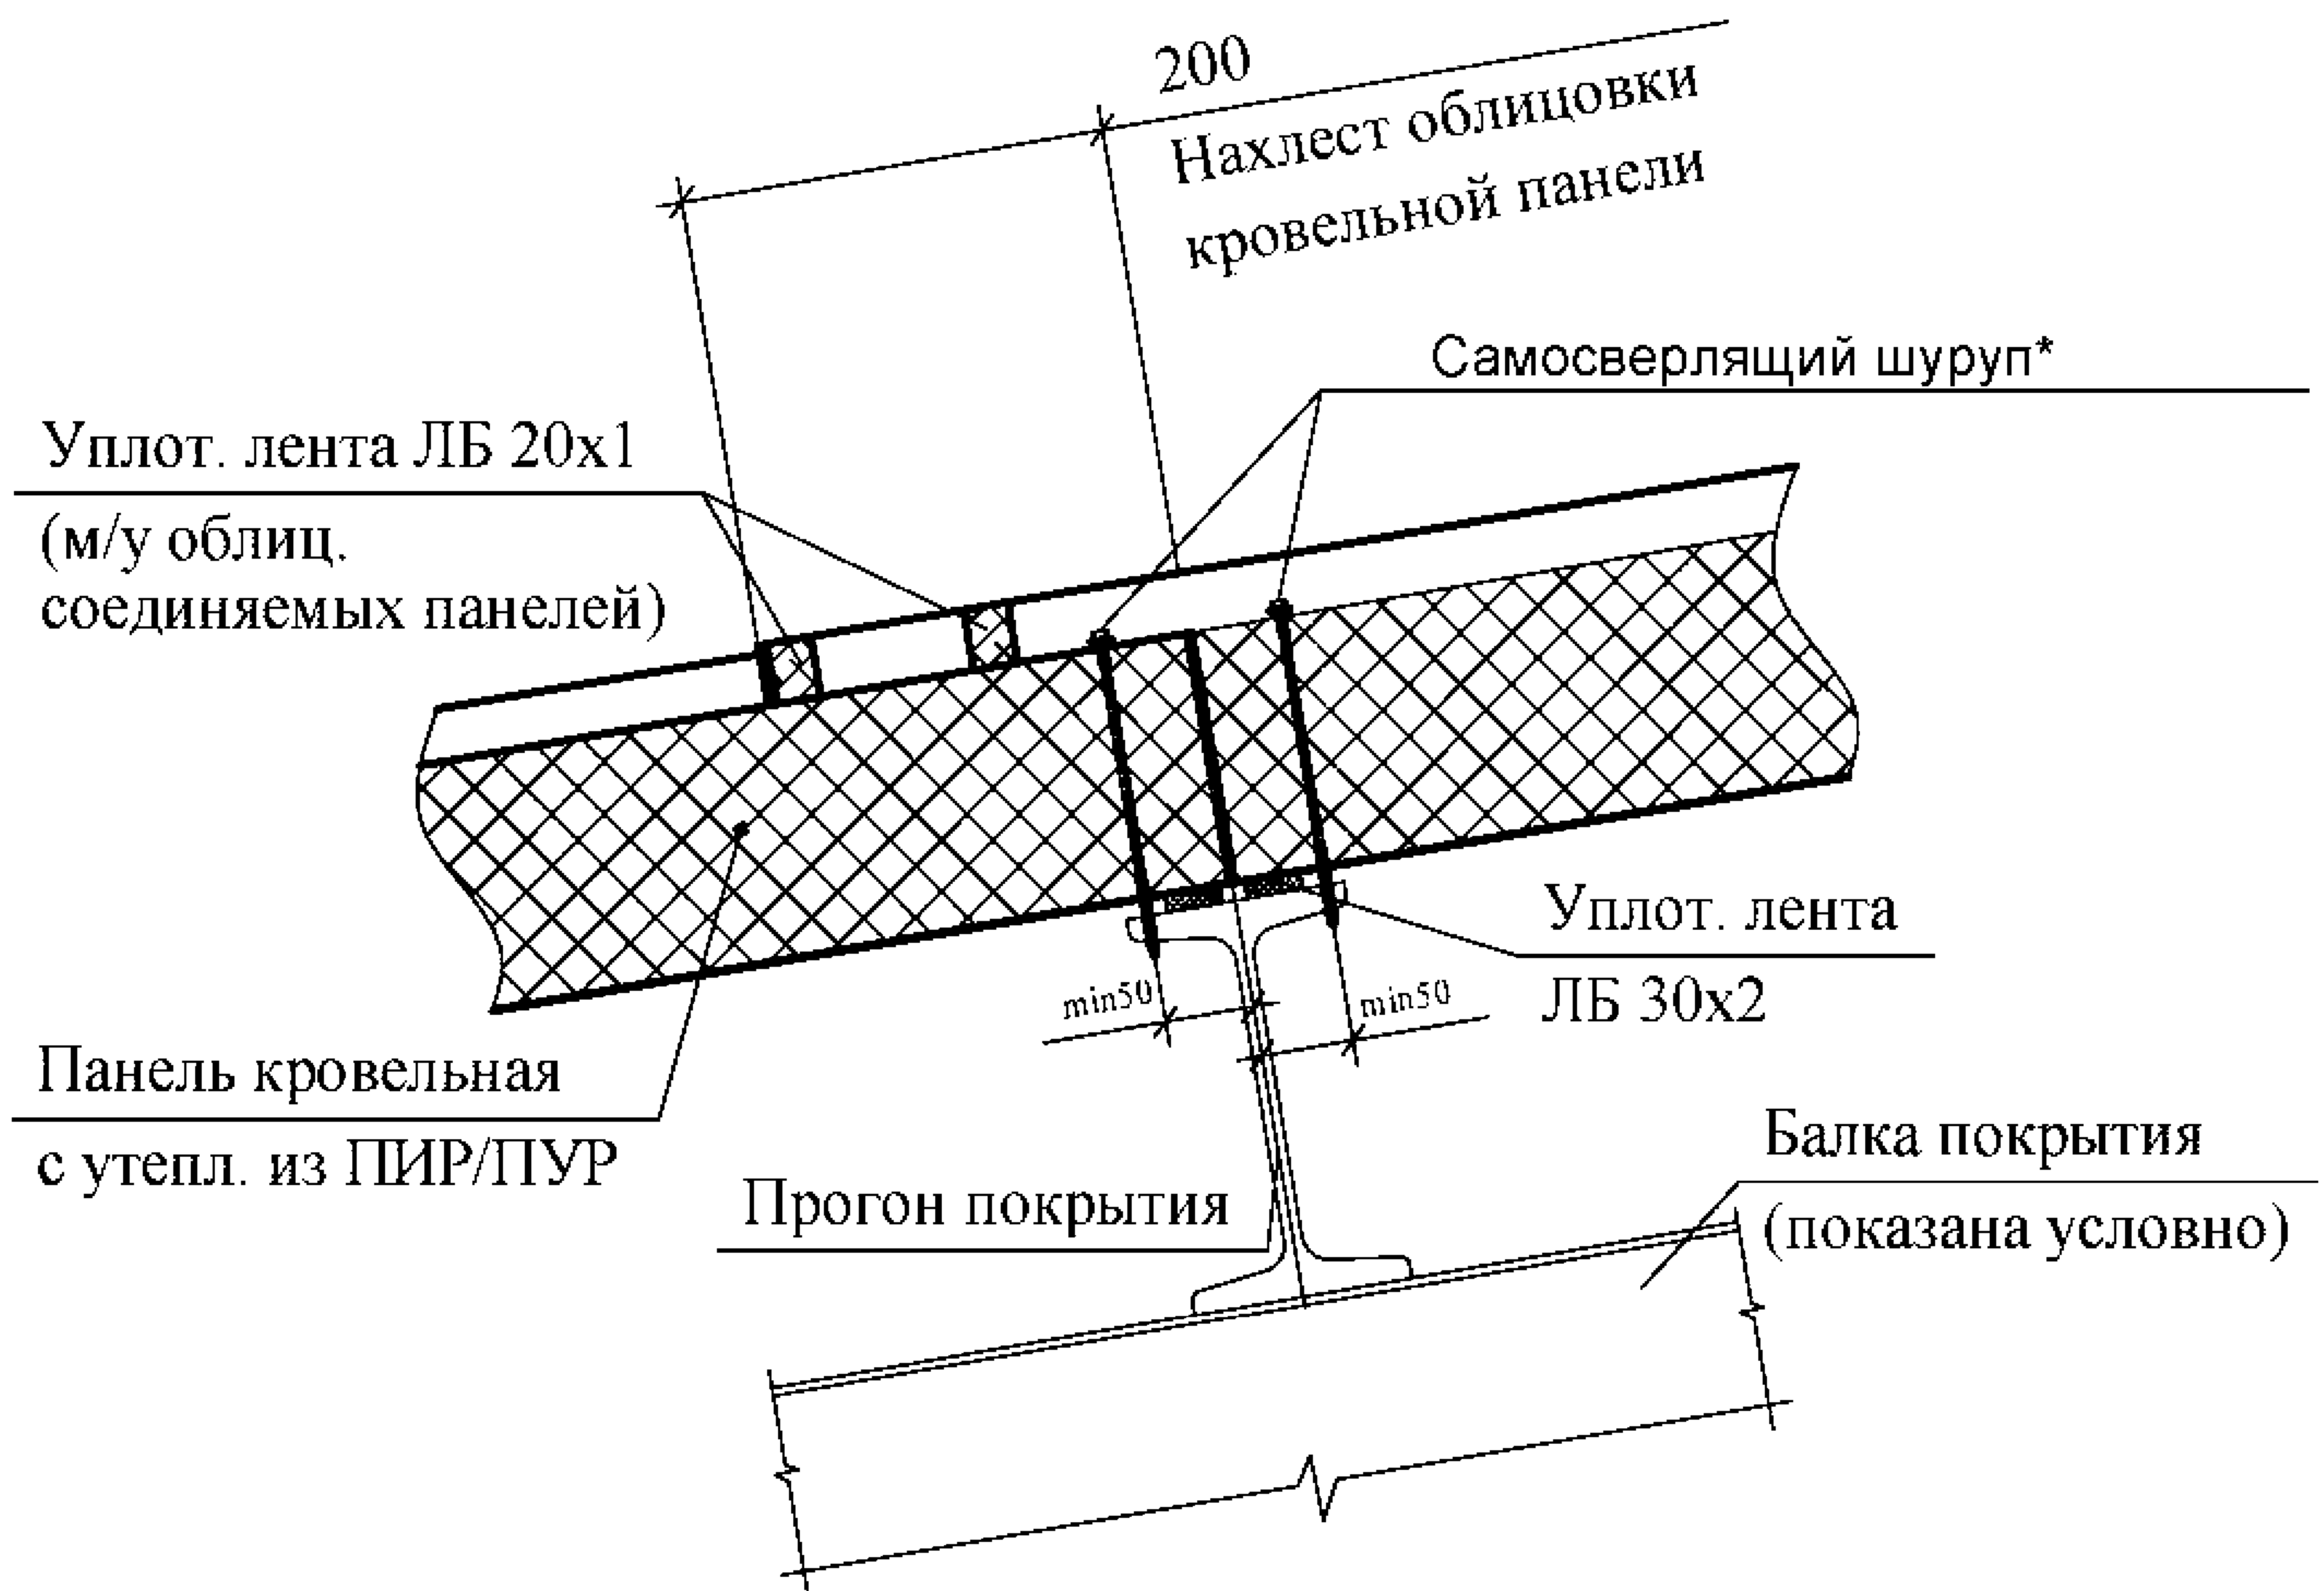 200
Нахлест облицовки
кровельной панели
Самосверлящий шуруп*
Уплот. лента ЛБ 20х1
(м/у облиц.
соединяемых панелей)
Уплот. лента
ЛБ 30х2
min50
min50
Панель кровельная
с утепл. из ПИР/ПУР
Прогон покрытия
Балка покрытия
(показана условно)